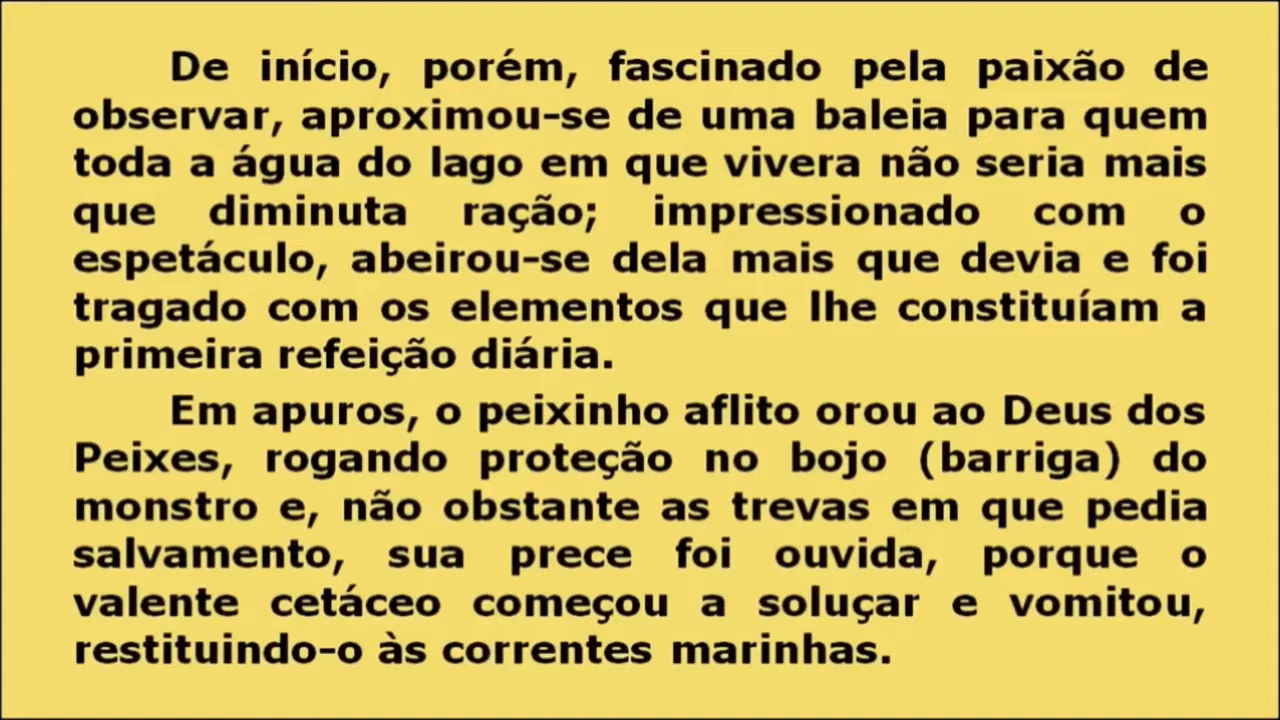 De início, porém, fascinado pela paixão de
observar, aproximou-se de uma baleia para quem
toda a água do lago em que vivera não seria mais
que diminuta ração; impressionado com o
espetáculo, abeirou-se dela mais que devia e foi
tragado com os elementos que lhe constituíam a
primeira refeição diária.
Em apuros, o peixinho aflito orou ao Deus dos
Peixes, rogando proteção no bojo (barriga) do
monstro e, não obstante as trevas em que pedia
salvamento, sua prece foi ouvida, porque o
valente cetáceo começou a soluçar e vomitou,
restituindo-o às correntes marinhas.